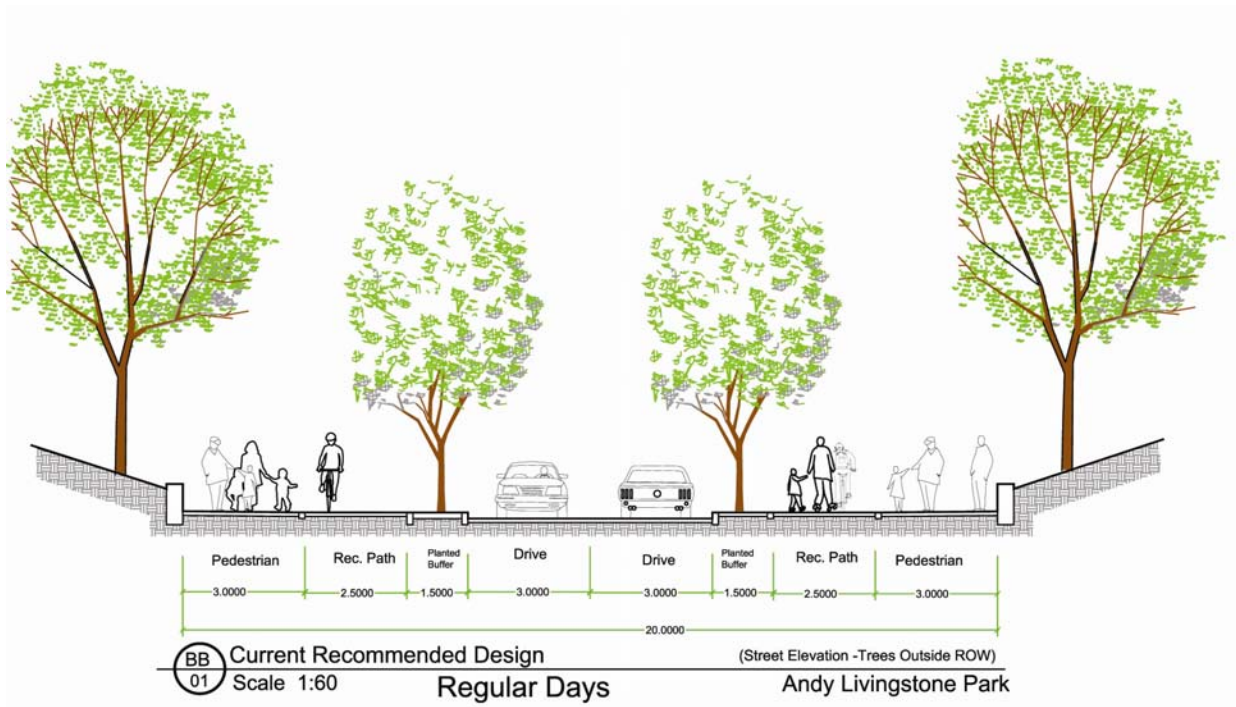 Pedestrian
Rec. Path
Planted
Buffer
Drive
Drive
Planted
Buffer
Rec. Path
Pedestrian
3.0000
2.5000
1.5000
3.0000
3.0000
1.5000
2.5000
3.0000
20.0000
BB
01
Current Recommended Design
(Street Elevation -Trees Outside ROW)
Scale 1:60
Regular Days
Andy Livingstone Park